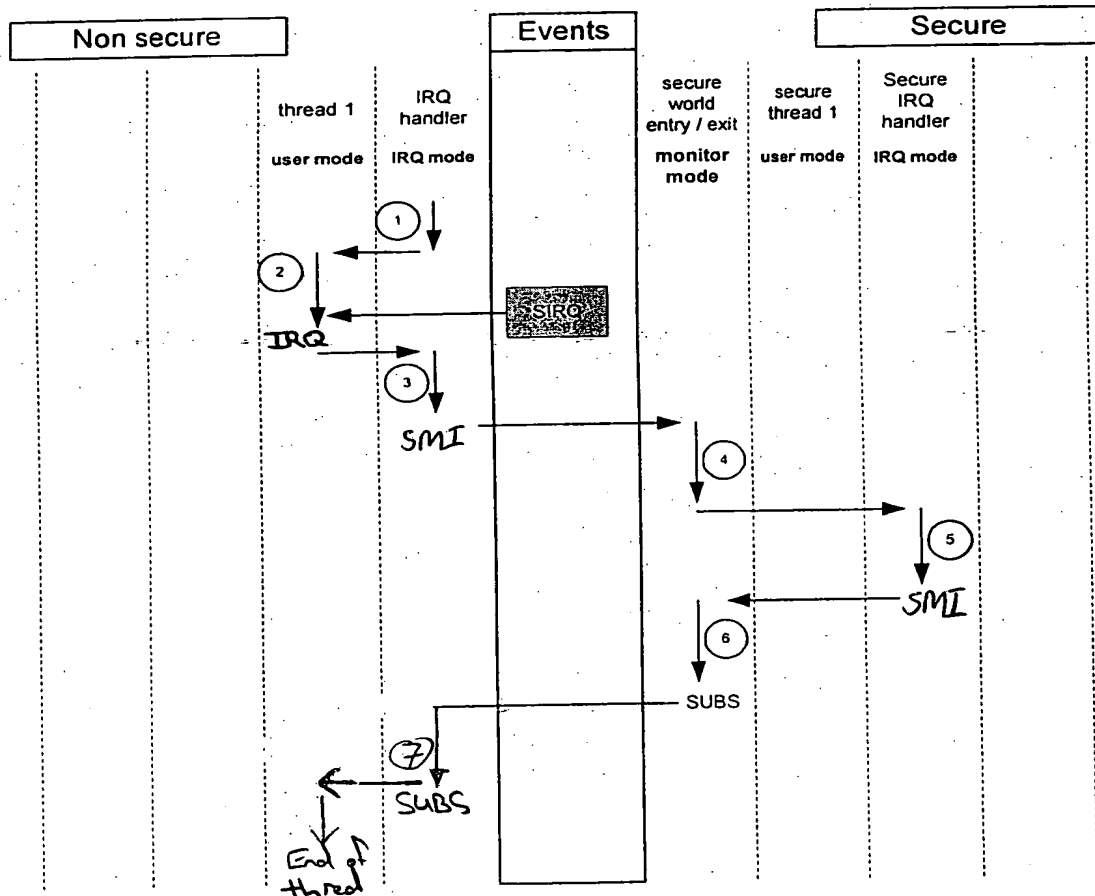 Non secure
Events
Secure
thread 1
user mode
IRQ
handler
IRQ mode
secure
world
entry / exit
monitor
mode
secure
thread 1
user mode
Secure
IRQ
handler
IRQ mode
1
2
SIRQ
IRQ
3
SMI
4
5
SMI
6
SUBS
7
SUBS
End of
thred